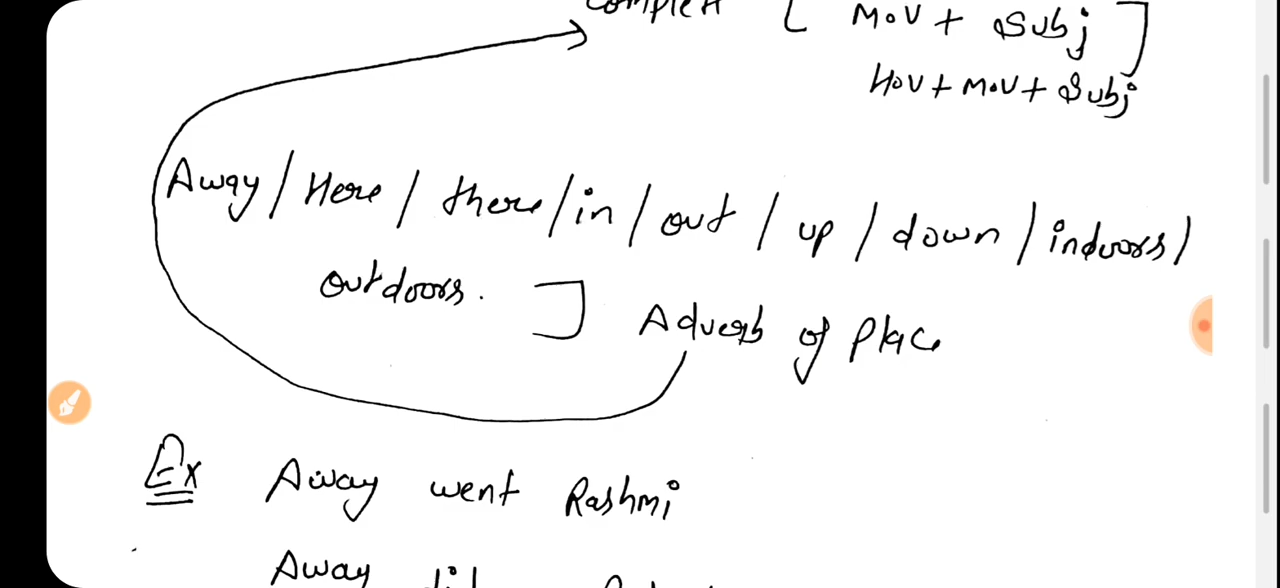 [ M.V + Subj ]
H.V + M.V + Subj
Away / Here / there / in / out / up / down / indoors /
outdoors. ] Adverb of Place
Ex Away went Rashmi
Away